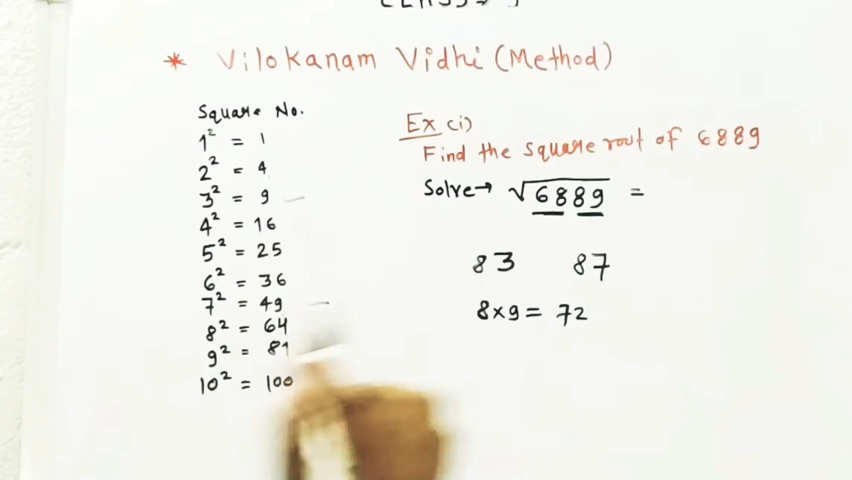 * Vilokanam Vidhi (Method)
Square No.
1² = 1
2² = 4
3² = 9
4² = 16
5² = 25
6² = 36
7² = 49
8² = 64
9² = 81
10² = 100
Ex (i)
Find the square root of 6889
Solve→ √6889 =
83 87
8×9 = 72